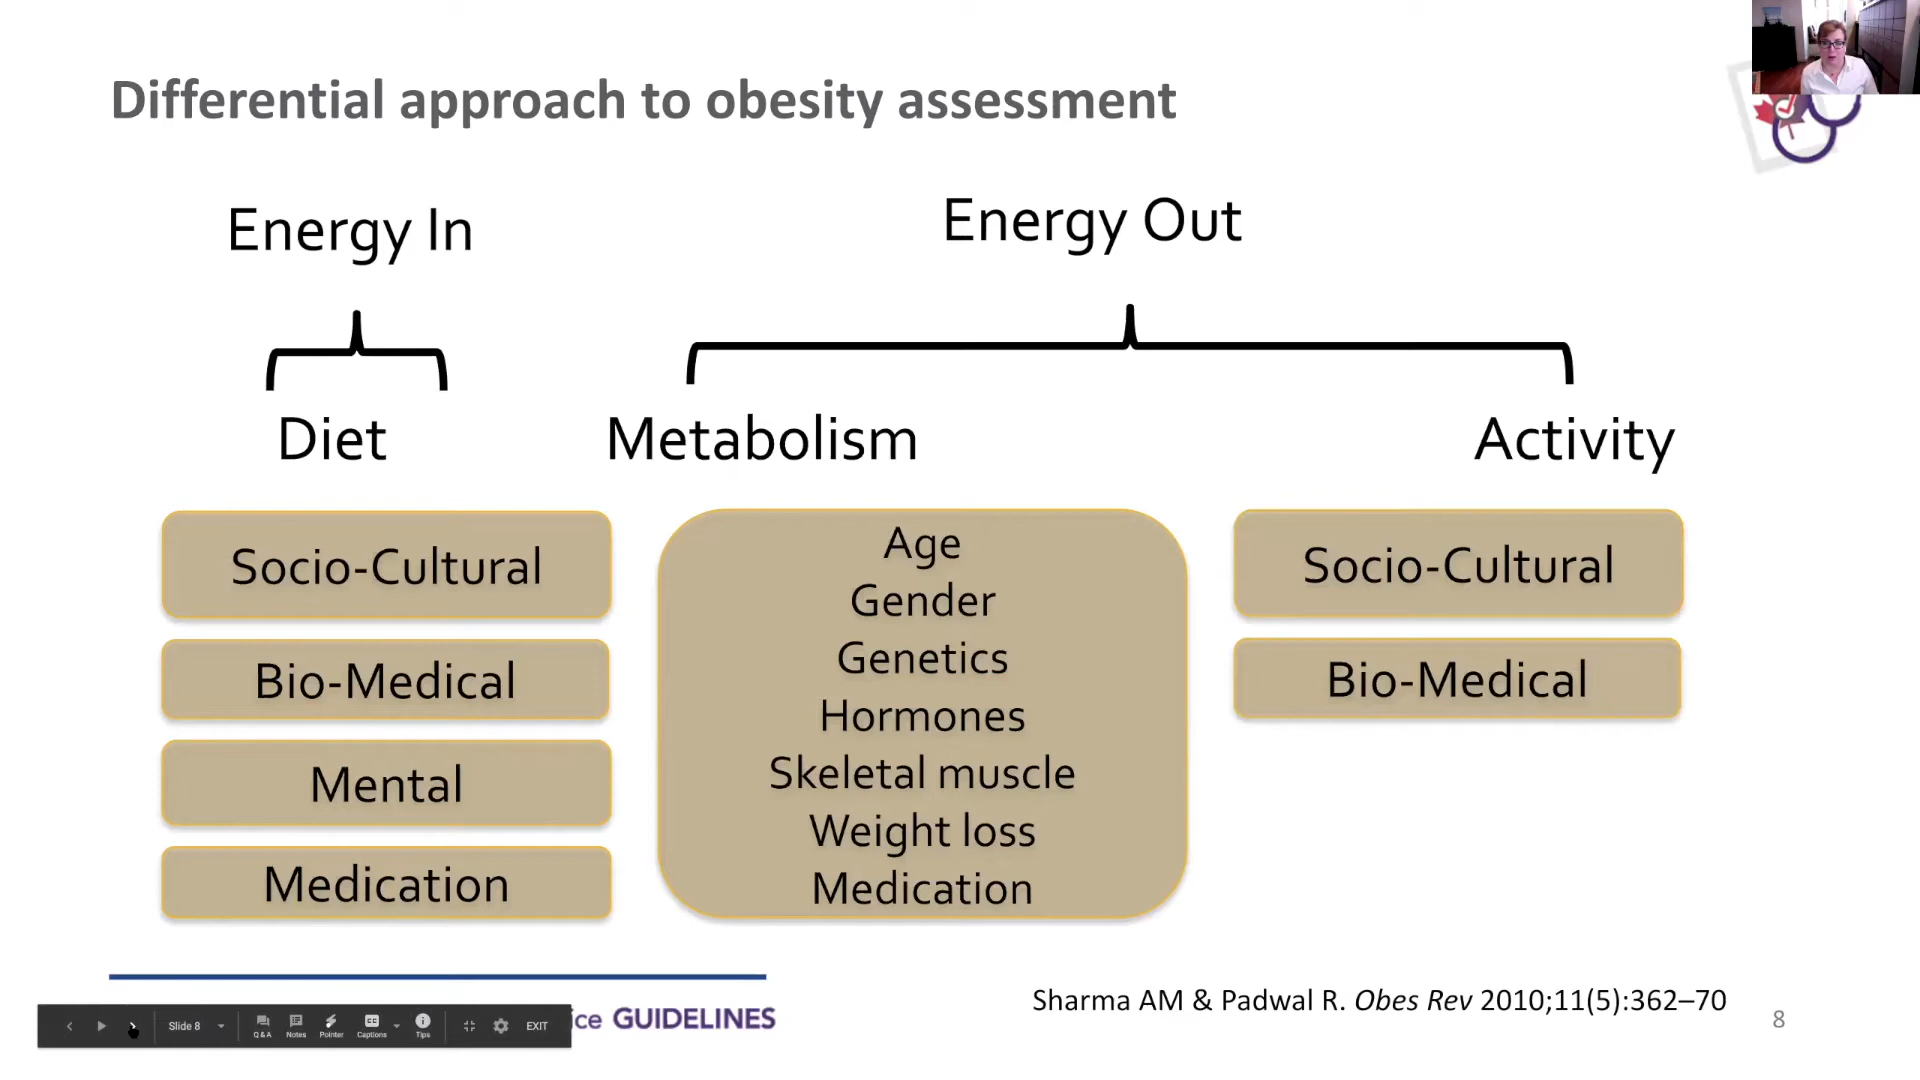 Differential approach to obesity assessment
Energy In
Energy Out
Diet
Metabolism
Activity
Socio-Cultural
Bio-Medical
Mental
Medication
Age
Gender
Genetics
Hormones
Skeletal muscle
Weight loss
Medication
Socio-Cultural
Bio-Medical
Sharma AM & Padwal R. Obes Rev 2010;11(5):362–70
8
ice GUIDELINES
Slide 8
Q&A
Notes
Pointer
CC
Captions
Tips
EXIT